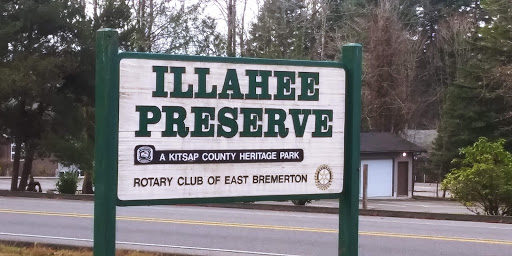 ILLAHEE
PRESERVE
A KITSAP COUNTY HERITAGE PARK
ROTARY CLUB OF EAST BREMERTON